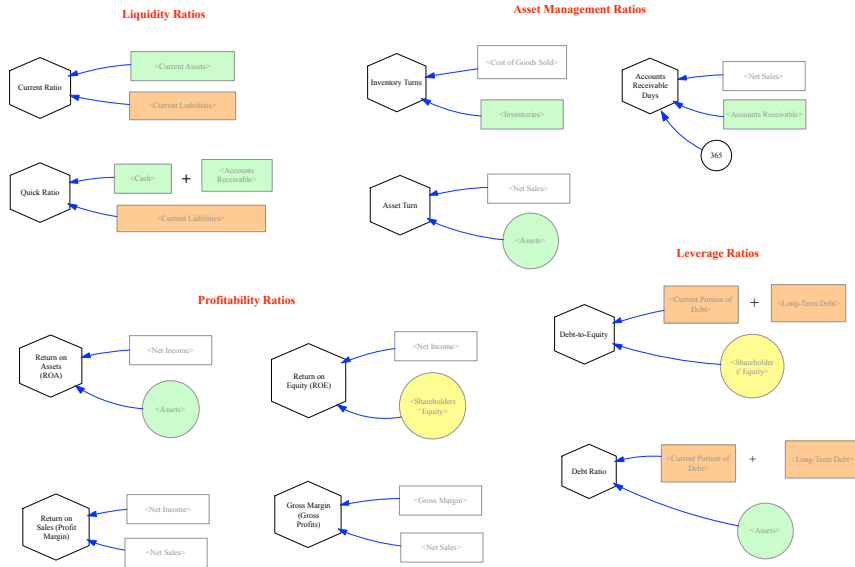 Liquidity Ratios
Current Ratio
<Current Assets>
<Current Liabilities>
Quick Ratio
<Cash>
+
<Accounts
Receivable>
<Current Liabilities>
Asset Management Ratios
Inventory Turns
<Cost of Goods Sold>
<Inventories>
Accounts
Receivable
Days
<Net Sales>
<Accounts Receivable>
365
Asset Turn
<Net Sales>
<Assets>
Profitability Ratios
Return on
Assets
(ROA)
<Net Income>
<Assets>
Return on
Equity (ROE)
<Net Income>
<Shareholders
' Equity>
Return on
Sales (Profit
Margin)
<Net Income>
<Net Sales>
Gross Margin
(Gross
Profits)
<Gross Margin>
<Net Sales>
Leverage Ratios
Debt-to-Equity
<Current Portion of
Debt>
+
<Long-Term Debt>
<Shareholder
s' Equity>
Debt Ratio
<Current Portion of
Debt>
+
<Long-Term Debt>
<Assets>